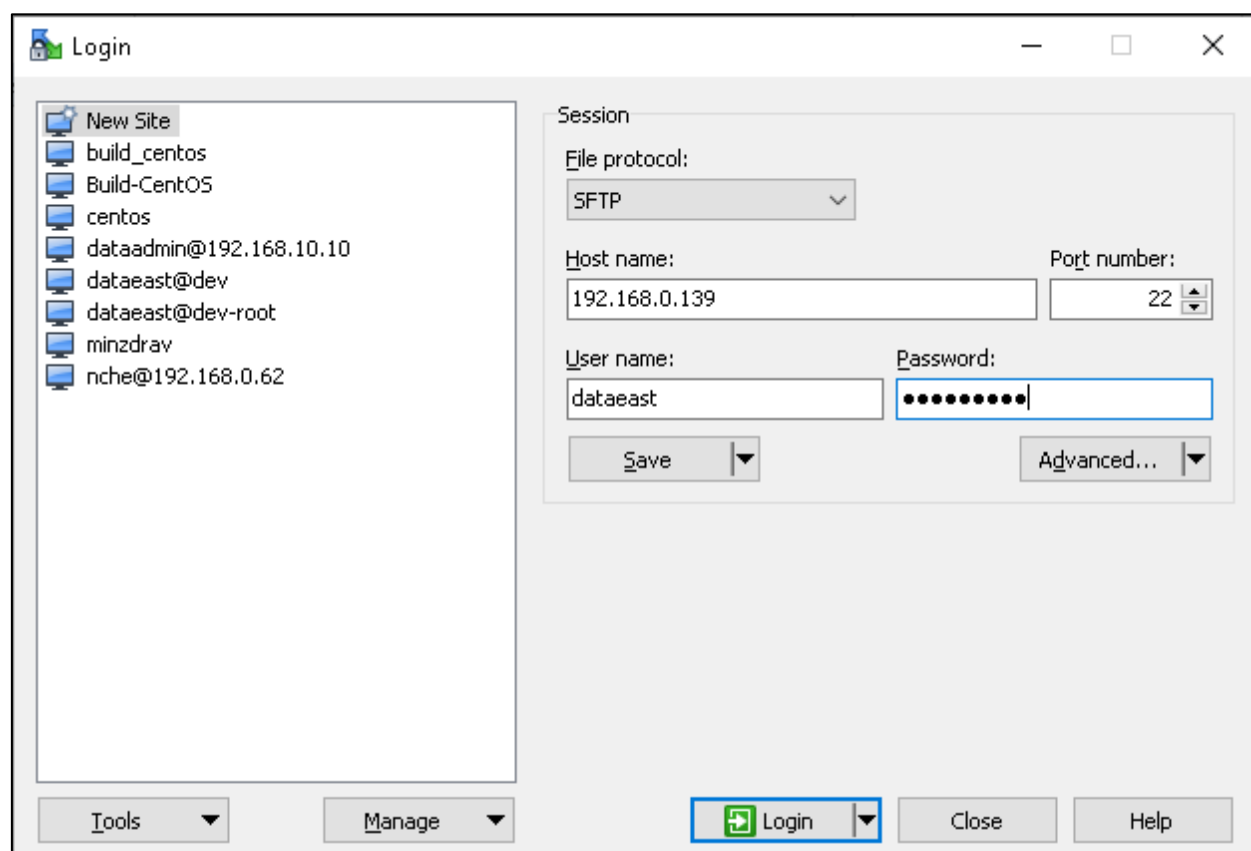 Login
New Site
build_centos
Build-CentOS
centos
dataadmin@192.168.10.10
dataeast@dev
dataeast@dev-root
minzdrav
nche@192.168.0.62
Session
File protocol:
SFTP
Host name: Port number:
192.168.0.139 22
User name: Password:
dataeast •••••••••
Save Advanced...
Tools Manage Login Close Help